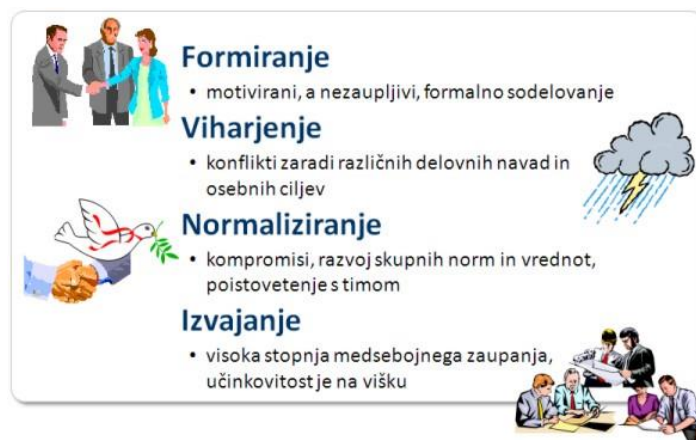 Formiranje
• motivirani, a nezaupljivi, formalno sodelovanje
Viharjenje
• konflikti zaradi različnih delovnih navad in
osebnih ciljev
Normaliziranje
• kompromisi, razvoj skupnih norm in vrednot,
poistovetenje s timom
Izvajanje
• visoka stopnja medsebojnega zaupanja,
učinkovitost je na višku